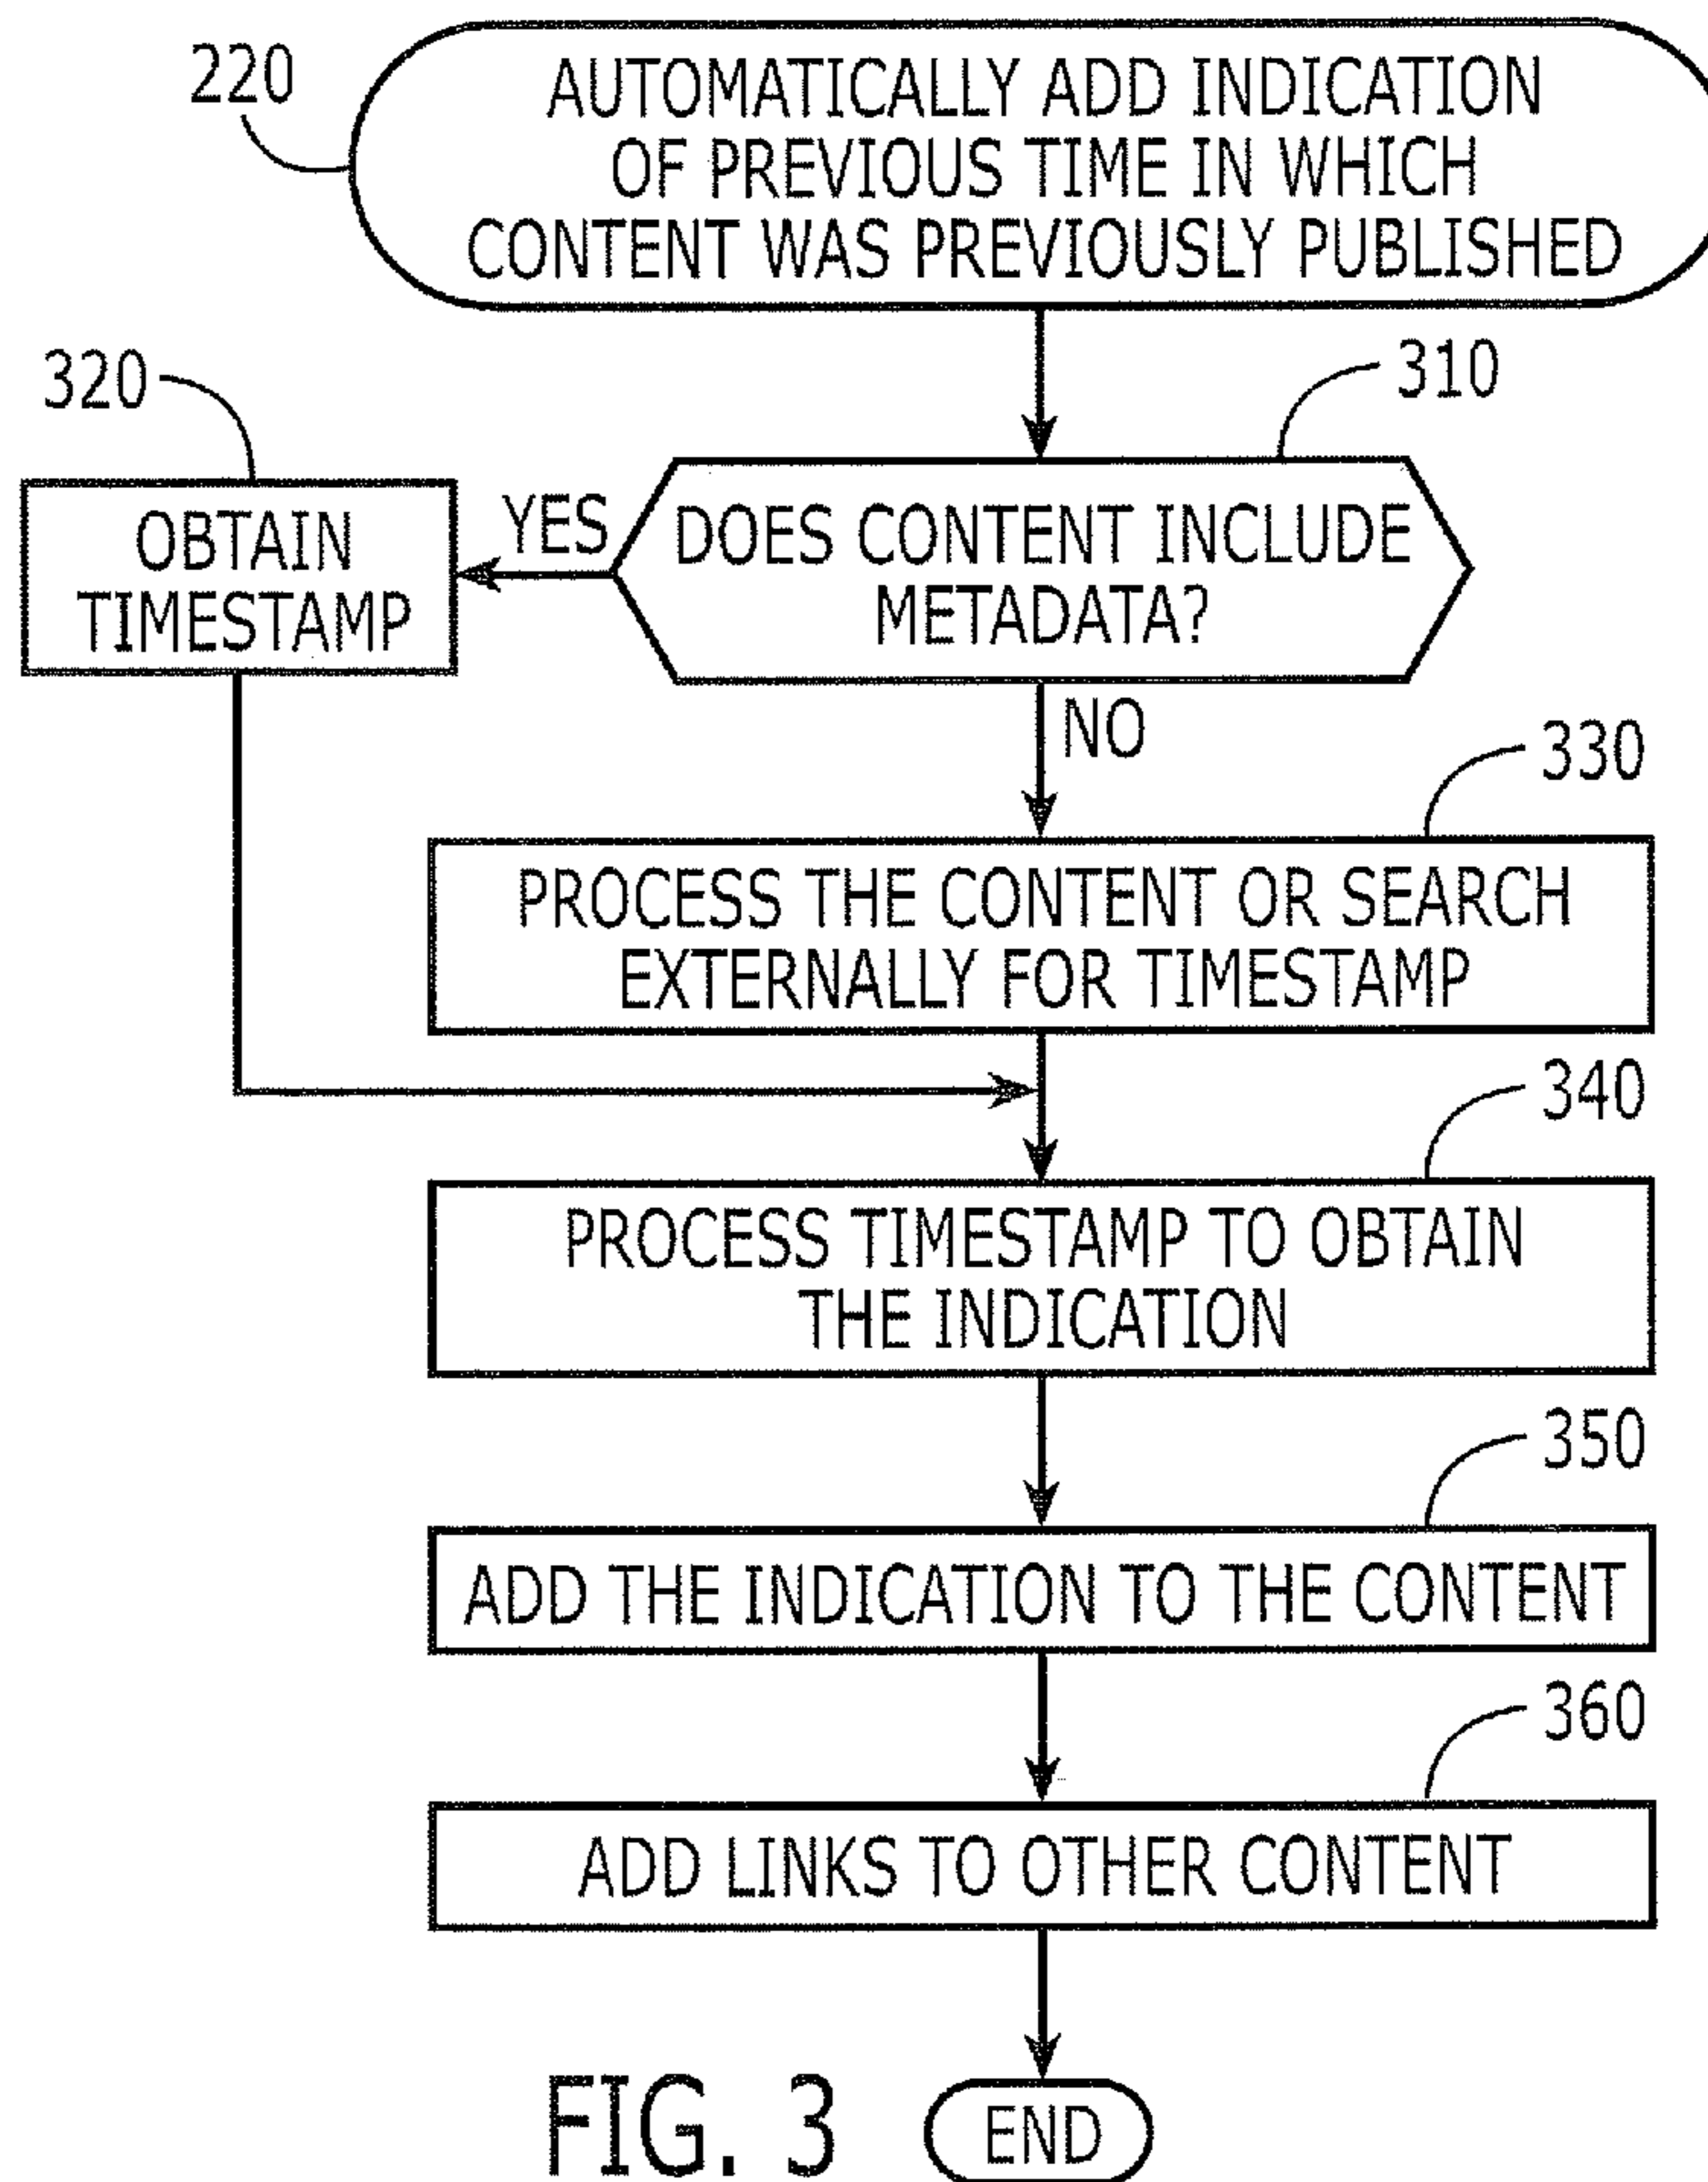 220
AUTOMATICALLY ADD INDICATION
OF PREVIOUS TIME IN WHICH
CONTENT WAS PREVIOUSLY PUBLISHED
310
320
OBTAIN
TIMESTAMP
YES
DOES CONTENT INCLUDE
METADATA?
NO
330
PROCESS THE CONTENT OR SEARCH
EXTERNALLY FOR TIMESTAMP
340
PROCESS TIMESTAMP TO OBTAIN
THE INDICATION
350
ADD THE INDICATION TO THE CONTENT
360
ADD LINKS TO OTHER CONTENT
FIG. 3
END